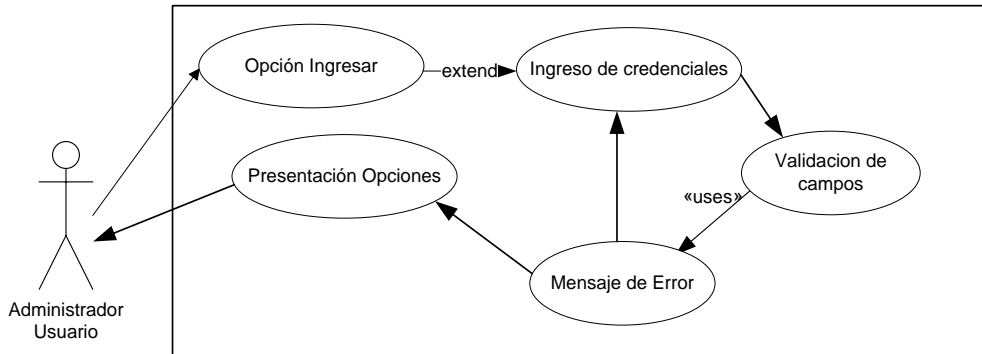 Opción Ingresar
extend
Ingreso de credenciales
Presentación Opciones
Validacion de
campos
«uses»
Mensaje de Error
Administrador
Usuario